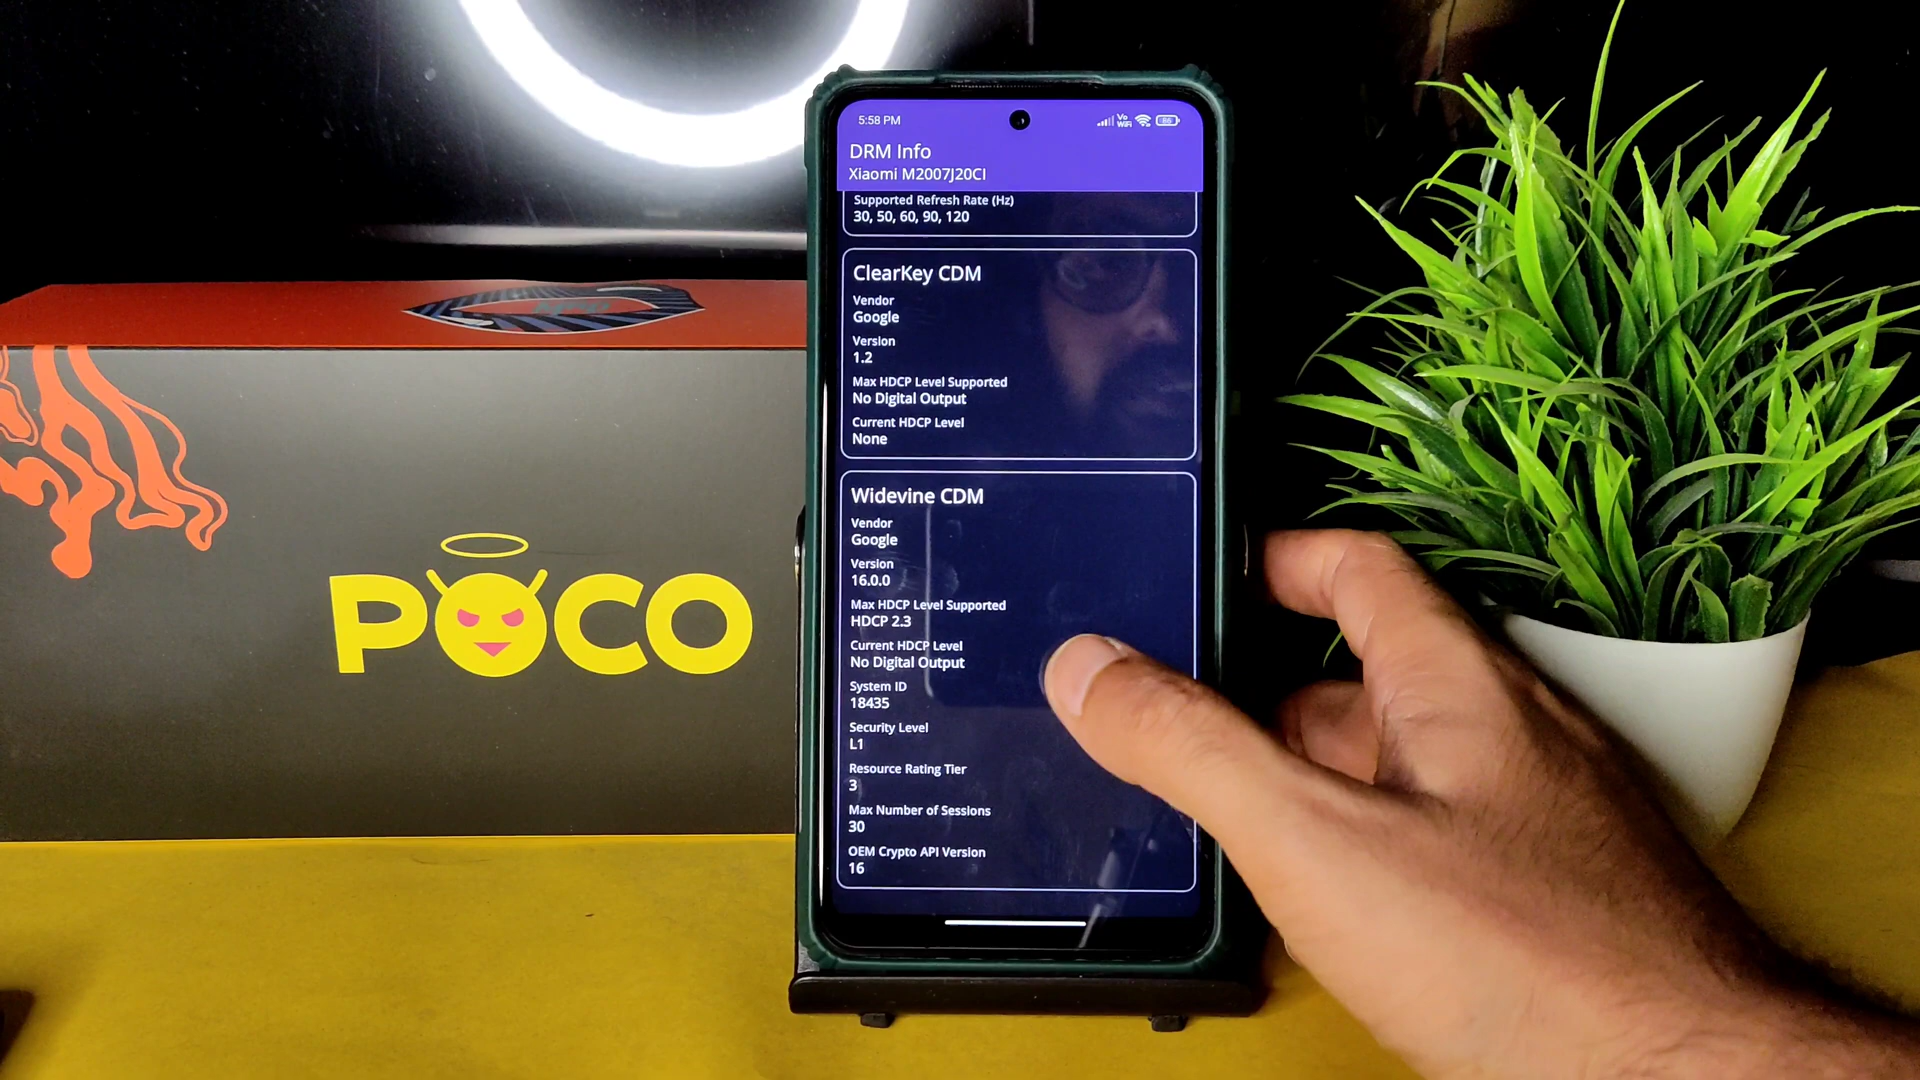 5:58 PM
Vo
WiFi
86
DRM Info
Xiaomi M2007J20CI
Supported Refresh Rate (Hz)
30, 50, 60, 90, 120
ClearKey CDM
Vendor
Google
Version
1.2
Max HDCP Level Supported
No Digital Output
Current HDCP Level
None
Widevine CDM
Vendor
Google
Version
16.0.0
Max HDCP Level Supported
HDCP 2.3
Current HDCP Level
No Digital Output
System ID
18435
Security Level
L1
Resource Rating Tier
3
Max Number of Sessions
30
OEM Crypto API Version
16
POCO